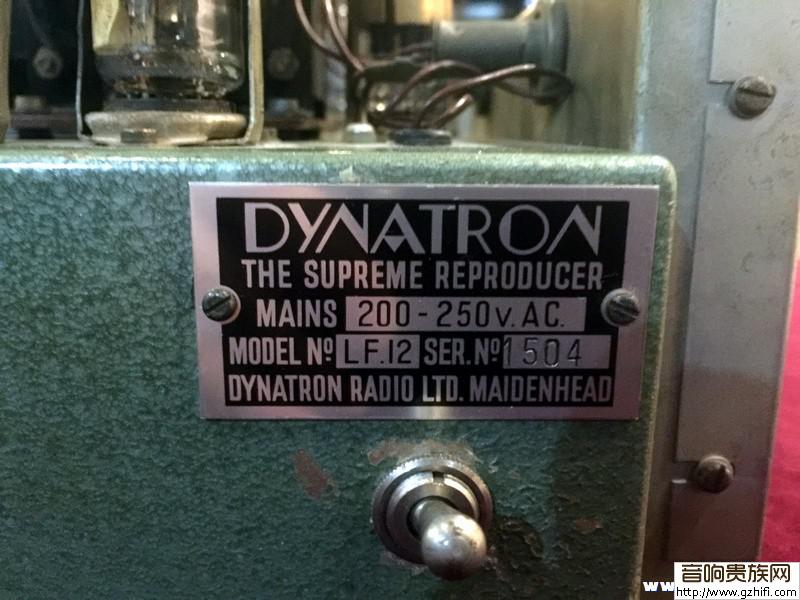 DYNATRON
THE SUPREME REPRODUCER
MAINS 200-250V.AC.
MODEL Nº LF.12 SER.Nº 1504
DYNATRON RADIO LTD. MAIDENHEAD
音响贵族网
http://www.gzhifi.com